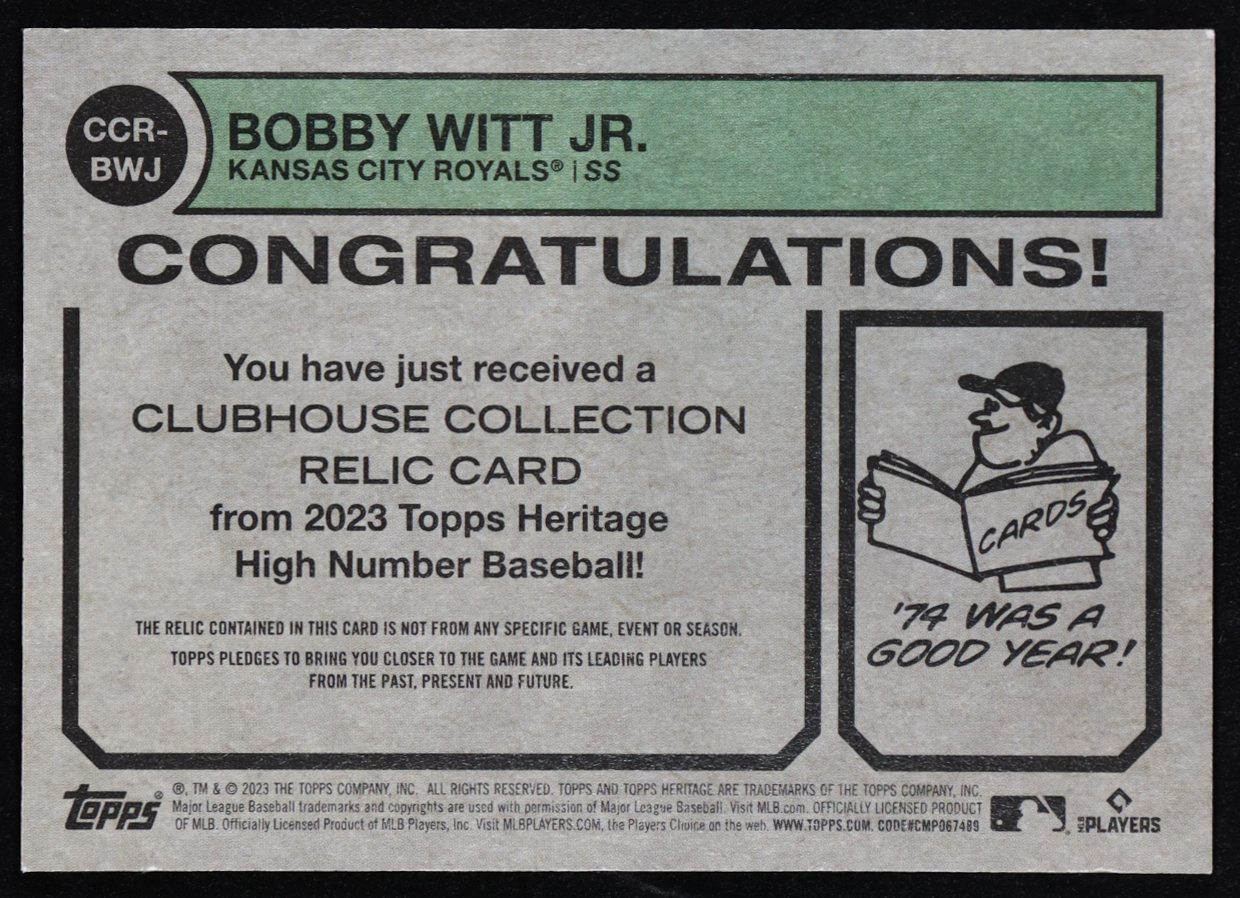 CCR-
BWJ
BOBBY WITT JR.
KANSAS CITY ROYALS® | SS
CONGRATULATIONS!
You have just received a
CLUBHOUSE COLLECTION
RELIC CARD
from 2023 Topps Heritage
High Number Baseball!
THE RELIC CONTAINED IN THIS CARD IS NOT FROM ANY SPECIFIC GAME, EVENT OR SEASON.
TOPPS PLEDGES TO BRING YOU CLOSER TO THE GAME AND ITS LEADING PLAYERS
FROM THE PAST, PRESENT AND FUTURE.
CARDS
'74 WAS A
GOOD YEAR!
topps®
®, TM & © 2023 THE TOPPS COMPANY, INC. ALL RIGHTS RESERVED. TOPPS AND TOPPS HERITAGE ARE TRADEMARKS OF THE TOPPS COMPANY, INC.
Major League Baseball trademarks and copyrights are used with permission of Major League Baseball. Visit MLB.com. OFFICIALLY LICENSED PRODUCT
OF MLB. Officially Licensed Product of MLB Players, Inc. Visit MLBPLAYERS.COM, the Players Choice on the web. WWW.TOPPS.COM. CODE#CMP067489
MLB PLAYERS